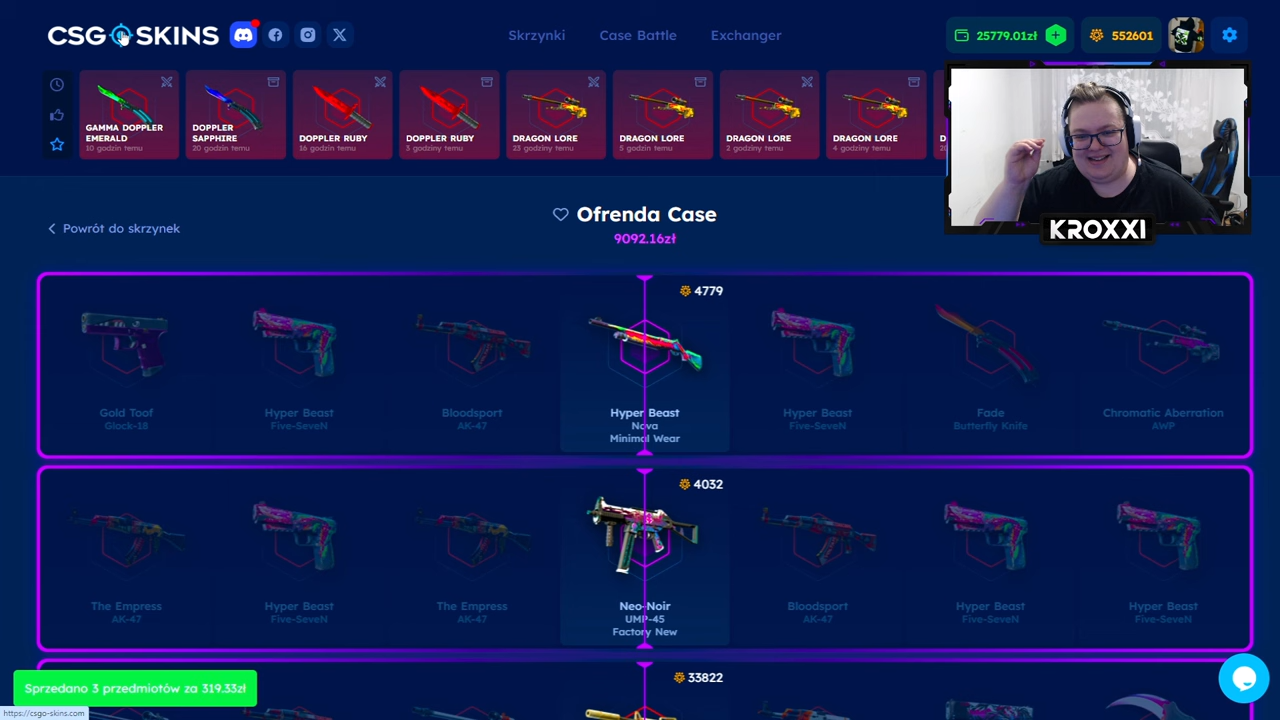 CSG SKINS
Skrzynki
Case Battle
Exchanger
25779.01zł
552601
GAMMA DOPPLER
EMERALD
10 godzin temu
DOPPLER
SAPPHIRE
20 godzin temu
DOPPLER RUBY
16 godzin temu
DOPPLER RUBY
3 godziny temu
DRAGON LORE
23 godziny temu
DRAGON LORE
5 godzin temu
DRAGON LORE
2 godziny temu
DRAGON LORE
4 godziny temu
KROXXI
Powrót do skrzynek
Ofrenda Case
9092.16zł
4779
Gold Toof
Glock-18
Hyper Beast
Five-SeveN
Bloodsport
AK-47
Hyper Beast
Nova
Minimal Wear
Hyper Beast
Five-SeveN
Fade
Butterfly Knife
Chromatic Aberration
AWP
4032
The Empress
AK-47
Hyper Beast
Five-SeveN
The Empress
AK-47
Neo-Noir
UMP-45
Factory New
Bloodsport
AK-47
Hyper Beast
Five-SeveN
Hyper Beast
Five-SeveN
33822
Sprzedano 3 przedmiotów za 319.33zł
https://csgo-skins.com